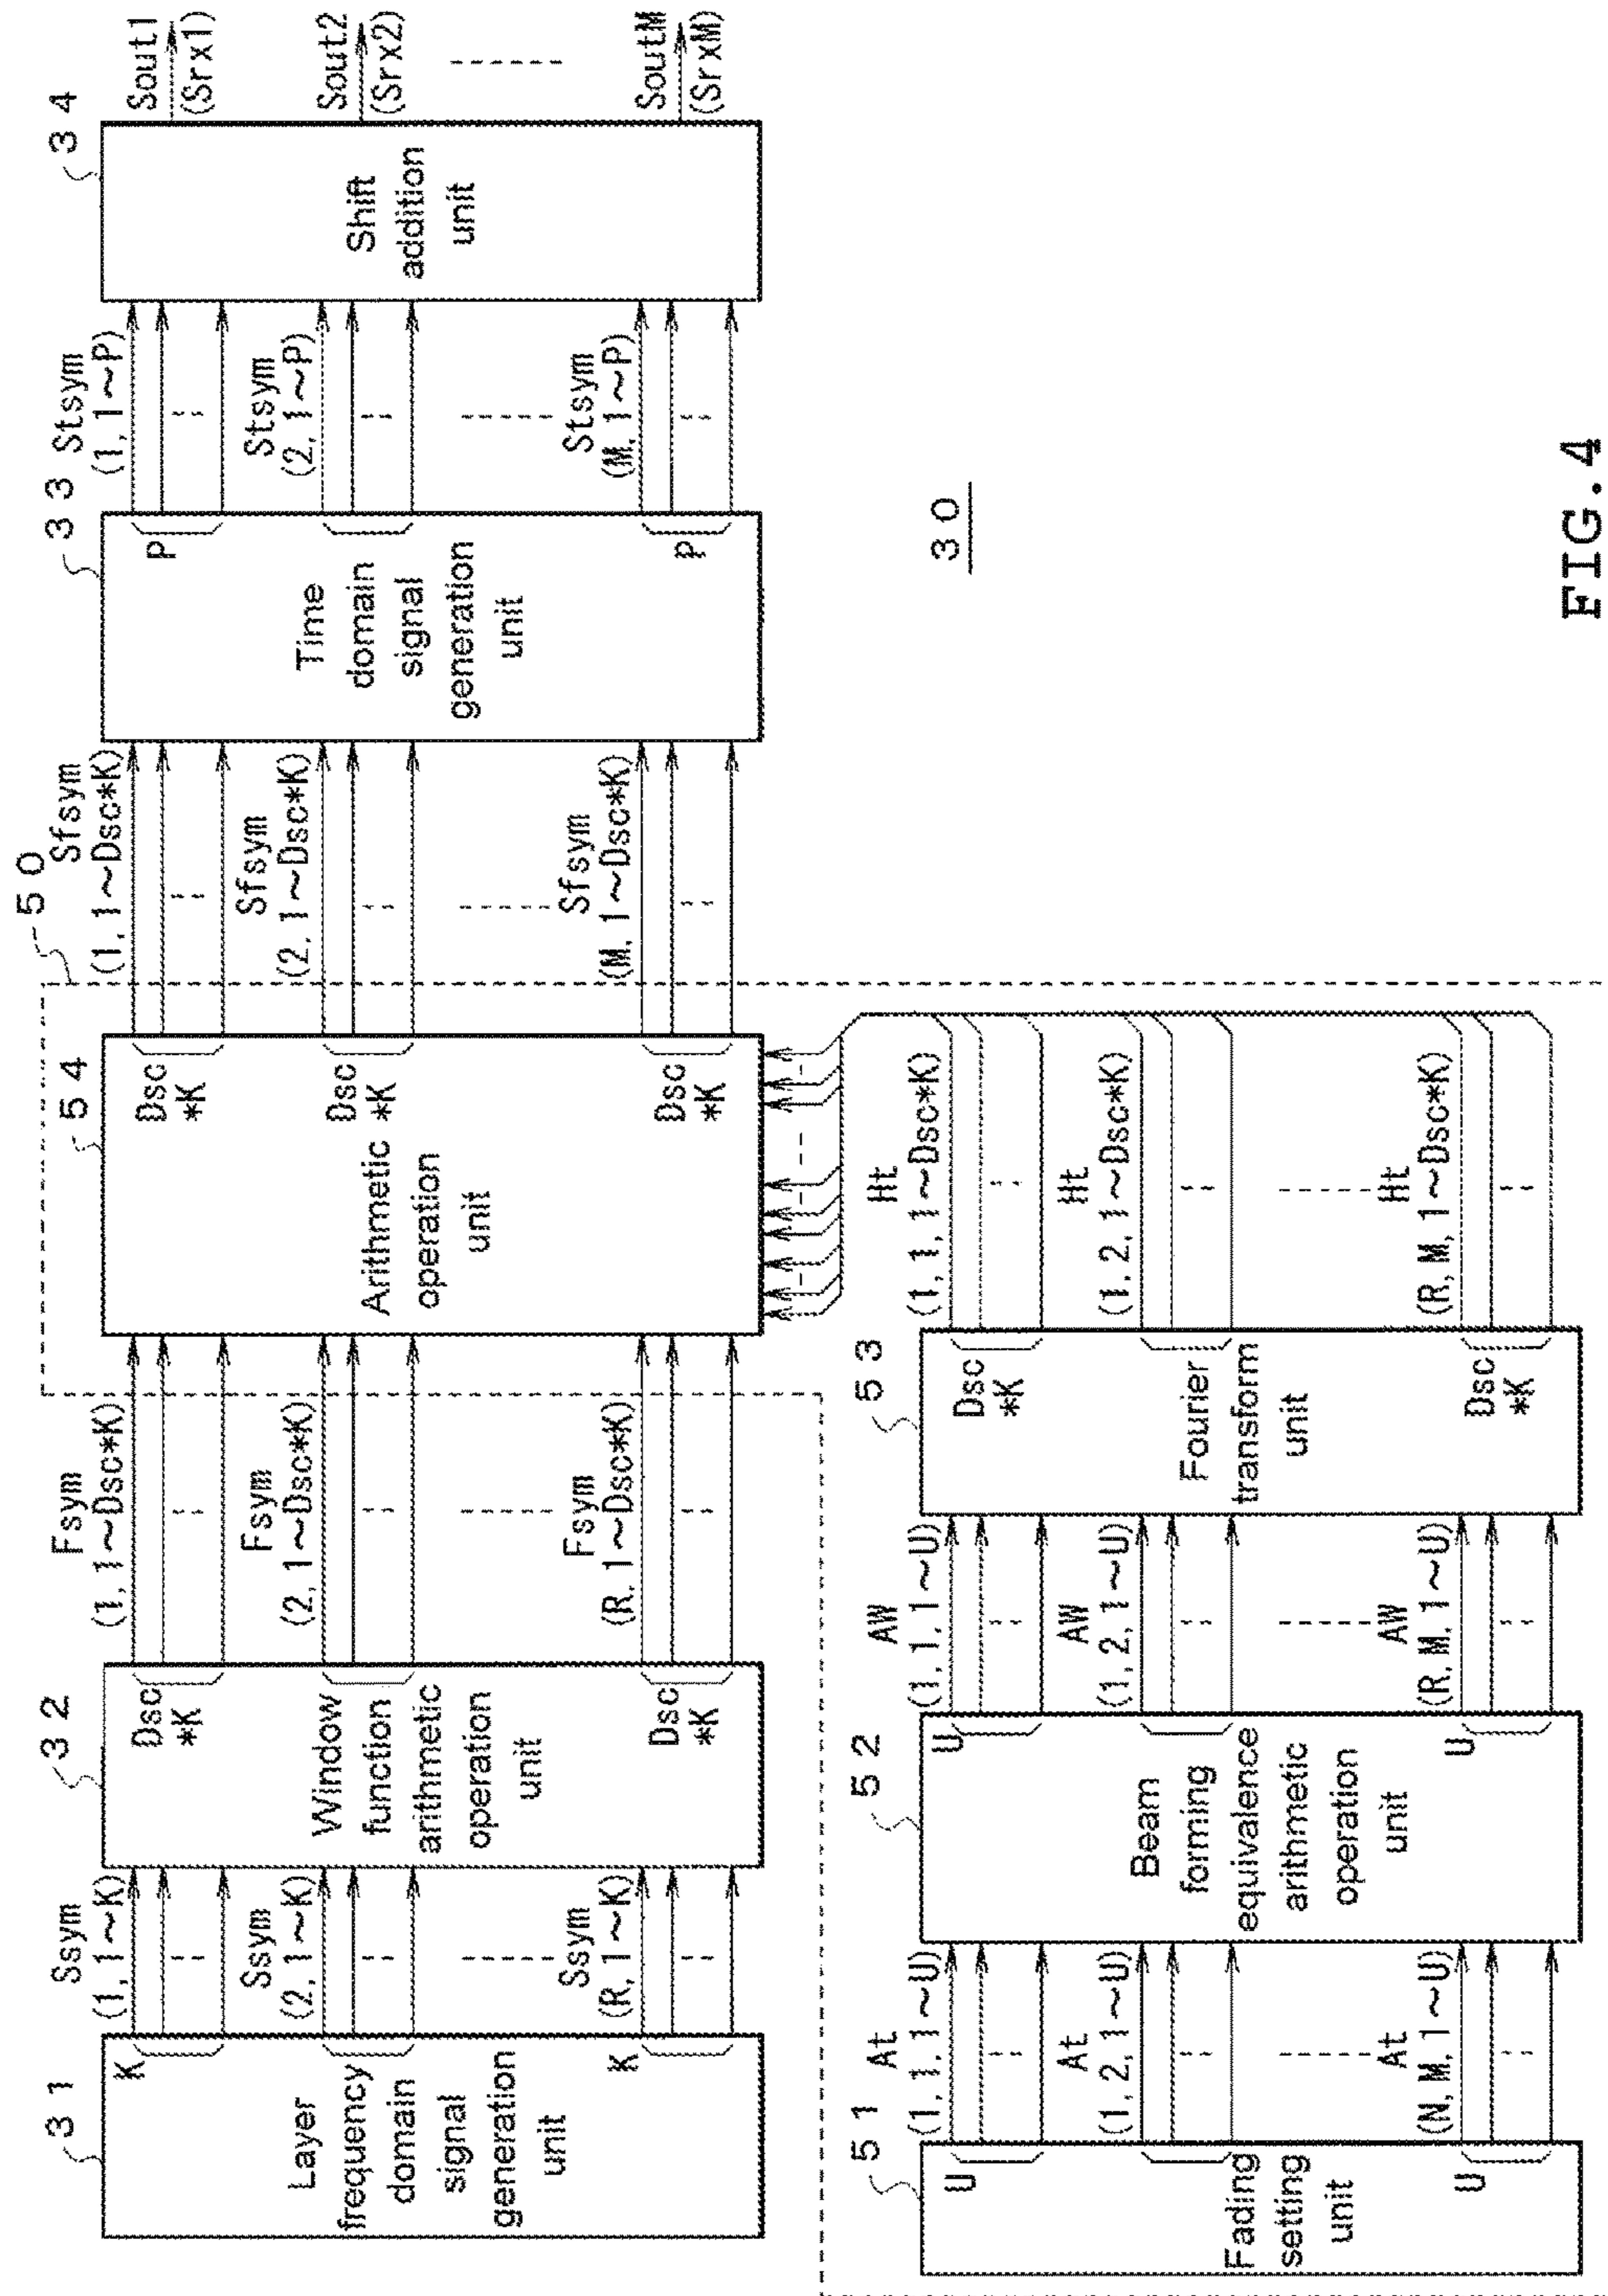 31
Layer
frequency
domain
signal
generation
unit
K
K
Ssym
(1, 1~K)
Ssym
(2, 1~K)
Ssym
(R, 1~K)
32
Window
function
arithmetic
operation
unit
Dsc
*K
Dsc
*K
Fsym
(1, 1~Dsc*K)
Fsym
(2, 1~Dsc*K)
Fsym
(R, 1~Dsc*K)
50
54
Arithmetic
operation
unit
Dsc
*K
Dsc
*K
Dsc
*K
Sfsym
(1, 1~Dsc*K)
Sfsym
(2, 1~Dsc*K)
Sfsym
(M, 1~Dsc*K)
33
Time
domain
signal
generation
unit
P
P
Stsym
(1, 1~P)
Stsym
(2, 1~P)
Stsym
(M, 1~P)
34
Shift
addition
unit
Sout1
(Srx1)
Sout2
(Srx2)
SoutM
(SrxM)
51
Fading
setting
unit
U
U
At
(1, 1, 1~U)
At
(1, 2, 1~U)
At
(N, M, 1~U)
52
Beam
forming
equivalence
arithmetic
operation
unit
U
U
AW
(1, 1, 1~U)
AW
(1, 2, 1~U)
AW
(R, M, 1~U)
53
Fourier
transform
unit
Dsc
*K
Dsc
*K
Ht
(1, 1, 1~Dsc*K)
Ht
(1, 2, 1~Dsc*K)
Ht
(R, M, 1~Dsc*K)
30
FIG. 4